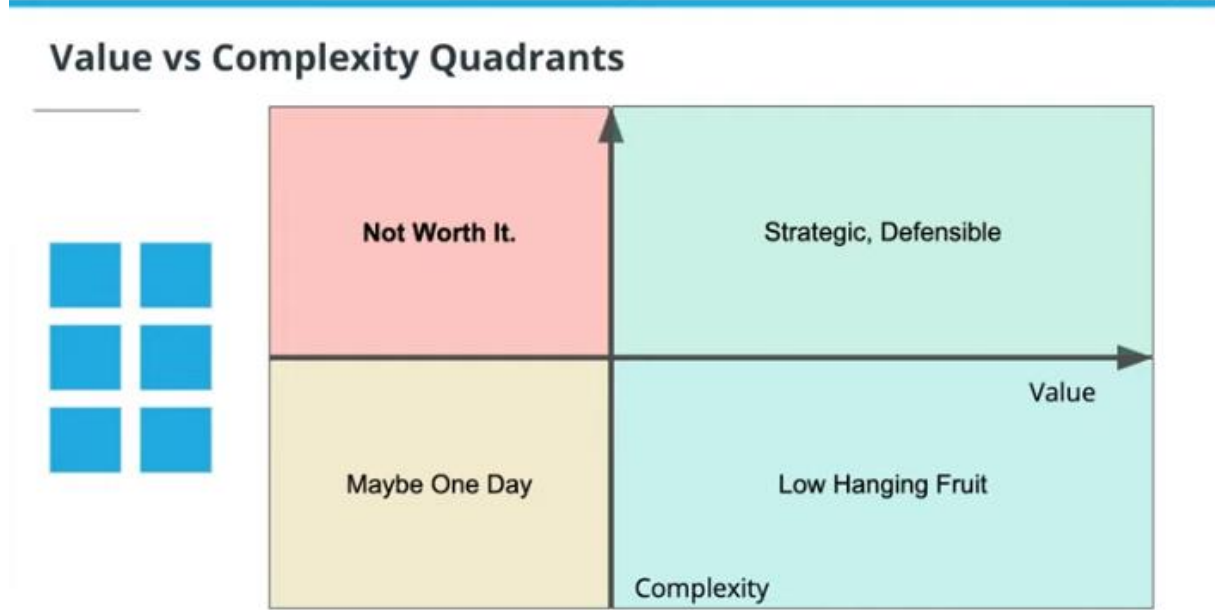 Value vs Complexity Quadrants
Not Worth It.
Strategic, Defensible
Value
Maybe One Day
Low Hanging Fruit
Complexity